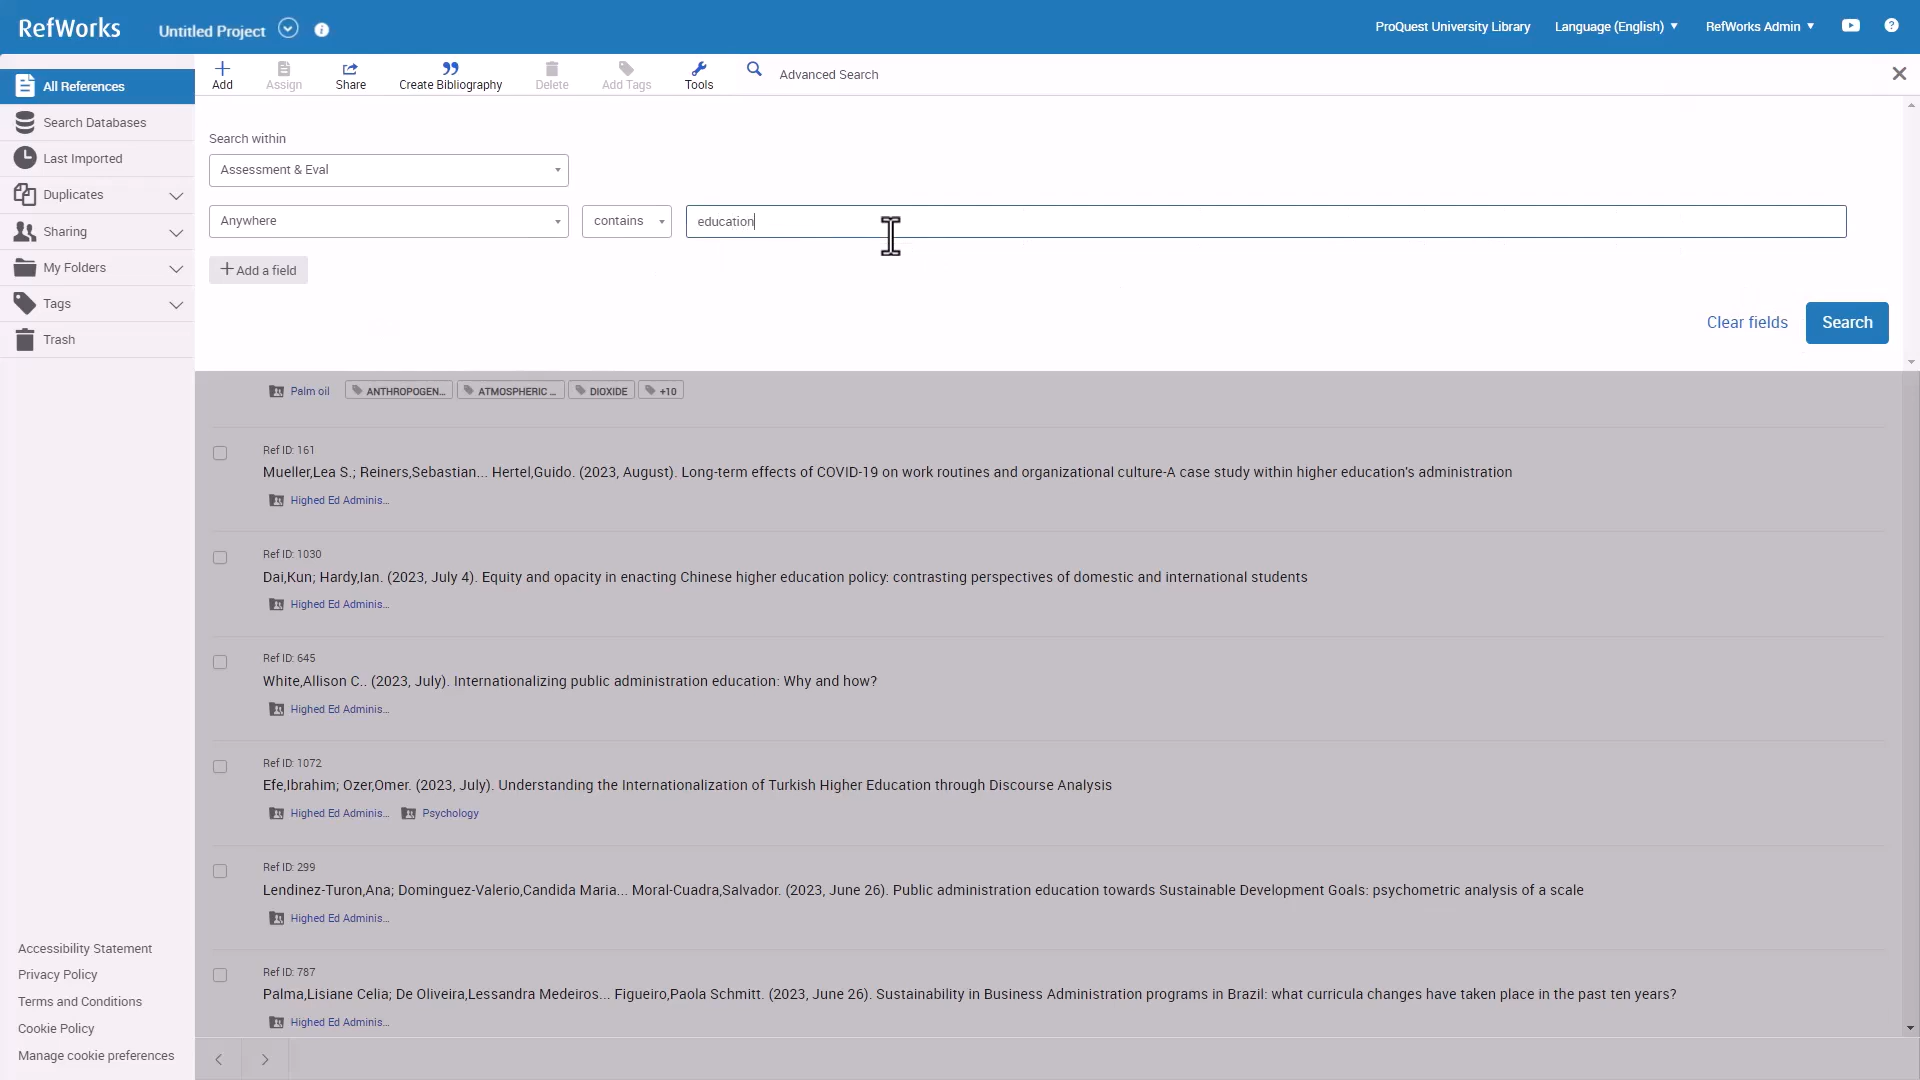 RefWorks
Untitled Project
ProQuest University Library
Language (English)
RefWorks Admin
All References
Search Databases
Last Imported
Duplicates
Sharing
My Folders
Tags
Trash
Add
Assign
Share
Create Bibliography
Delete
Add Tags
Tools
Advanced Search
Search within
Assessment & Eval
Anywhere
contains
education
+ Add a field
Clear fields
Search
Palm oil
ANTHROPOGEN...
ATMOSPHERIC ...
DIOXIDE
+10
Ref ID: 161
Mueller,Lea S.; Reiners,Sebastian... Hertel,Guido. (2023, August). Long-term effects of COVID-19 on work routines and organizational culture-A case study within higher education's administration
Highed Ed Adminis...
Ref ID: 1030
Dai,Kun; Hardy,Ian. (2023, July 4). Equity and opacity in enacting Chinese higher education policy: contrasting perspectives of domestic and international students
Highed Ed Adminis...
Ref ID: 645
White,Allison C.. (2023, July). Internationalizing public administration education: Why and how?
Highed Ed Adminis...
Ref ID: 1072
Efe,Ibrahim; Ozer,Omer. (2023, July). Understanding the Internationalization of Turkish Higher Education through Discourse Analysis
Highed Ed Adminis...
Psychology
Ref ID: 299
Lendinez-Turon,Ana; Dominguez-Valerio,Candida Maria... Moral-Cuadra,Salvador. (2023, June 26). Public administration education towards Sustainable Development Goals: psychometric analysis of a scale
Highed Ed Adminis...
Ref ID: 787
Palma,Lisiane Celia; De Oliveira,Lessandra Medeiros... Figueiro,Paola Schmitt. (2023, June 26). Sustainability in Business Administration programs in Brazil: what curricula changes have taken place in the past ten years?
Highed Ed Adminis...
Accessibility Statement
Privacy Policy
Terms and Conditions
Cookie Policy
Manage cookie preferences